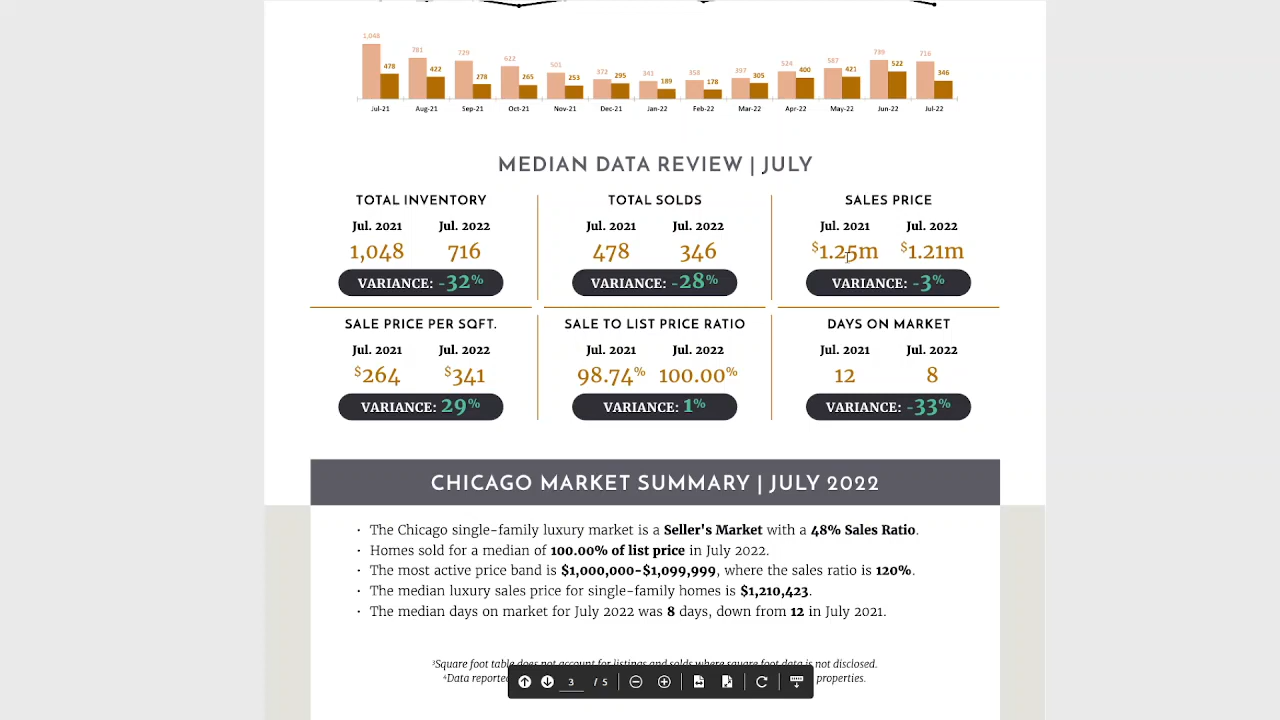 1,048 478 781 422 729 278 622 265 501 253 372 295 343 189 358 178 397 305 524 400 587 421 739 522 716 346
Jul-21 Aug-21 Sep-21 Oct-21 Nov-21 Dec-21 Jan-22 Feb-22 Mar-22 Apr-22 May-22 Jun-22 Jul-22
MEDIAN DATA REVIEW | JULY
TOTAL INVENTORY
Jul. 2021 Jul. 2022
1,048 716
VARIANCE: -32%
TOTAL SOLDS
Jul. 2021 Jul. 2022
478 346
VARIANCE: -28%
SALES PRICE
Jul. 2021 Jul. 2022
$1.25m $1.21m
VARIANCE: -3%
SALE PRICE PER SQFT.
Jul. 2021 Jul. 2022
$264 $341
VARIANCE: 29%
SALE TO LIST PRICE RATIO
Jul. 2021 Jul. 2022
98.74% 100.00%
VARIANCE: 1%
DAYS ON MARKET
Jul. 2021 Jul. 2022
12 8
VARIANCE: -33%
CHICAGO MARKET SUMMARY | JULY 2022
· The Chicago single-family luxury market is a Seller's Market with a 48% Sales Ratio.
· Homes sold for a median of 100.00% of list price in July 2022.
· The most active price band is $1,000,000-$1,099,999, where the sales ratio is 120%.
· The median luxury sales price for single-family homes is $1,210,423.
· The median days on market for July 2022 was 8 days, down from 12 in July 2021.
³Square foot table does not account for listings and solds where square foot data is not disclosed.
⁴Data reported properties.
3 / 5